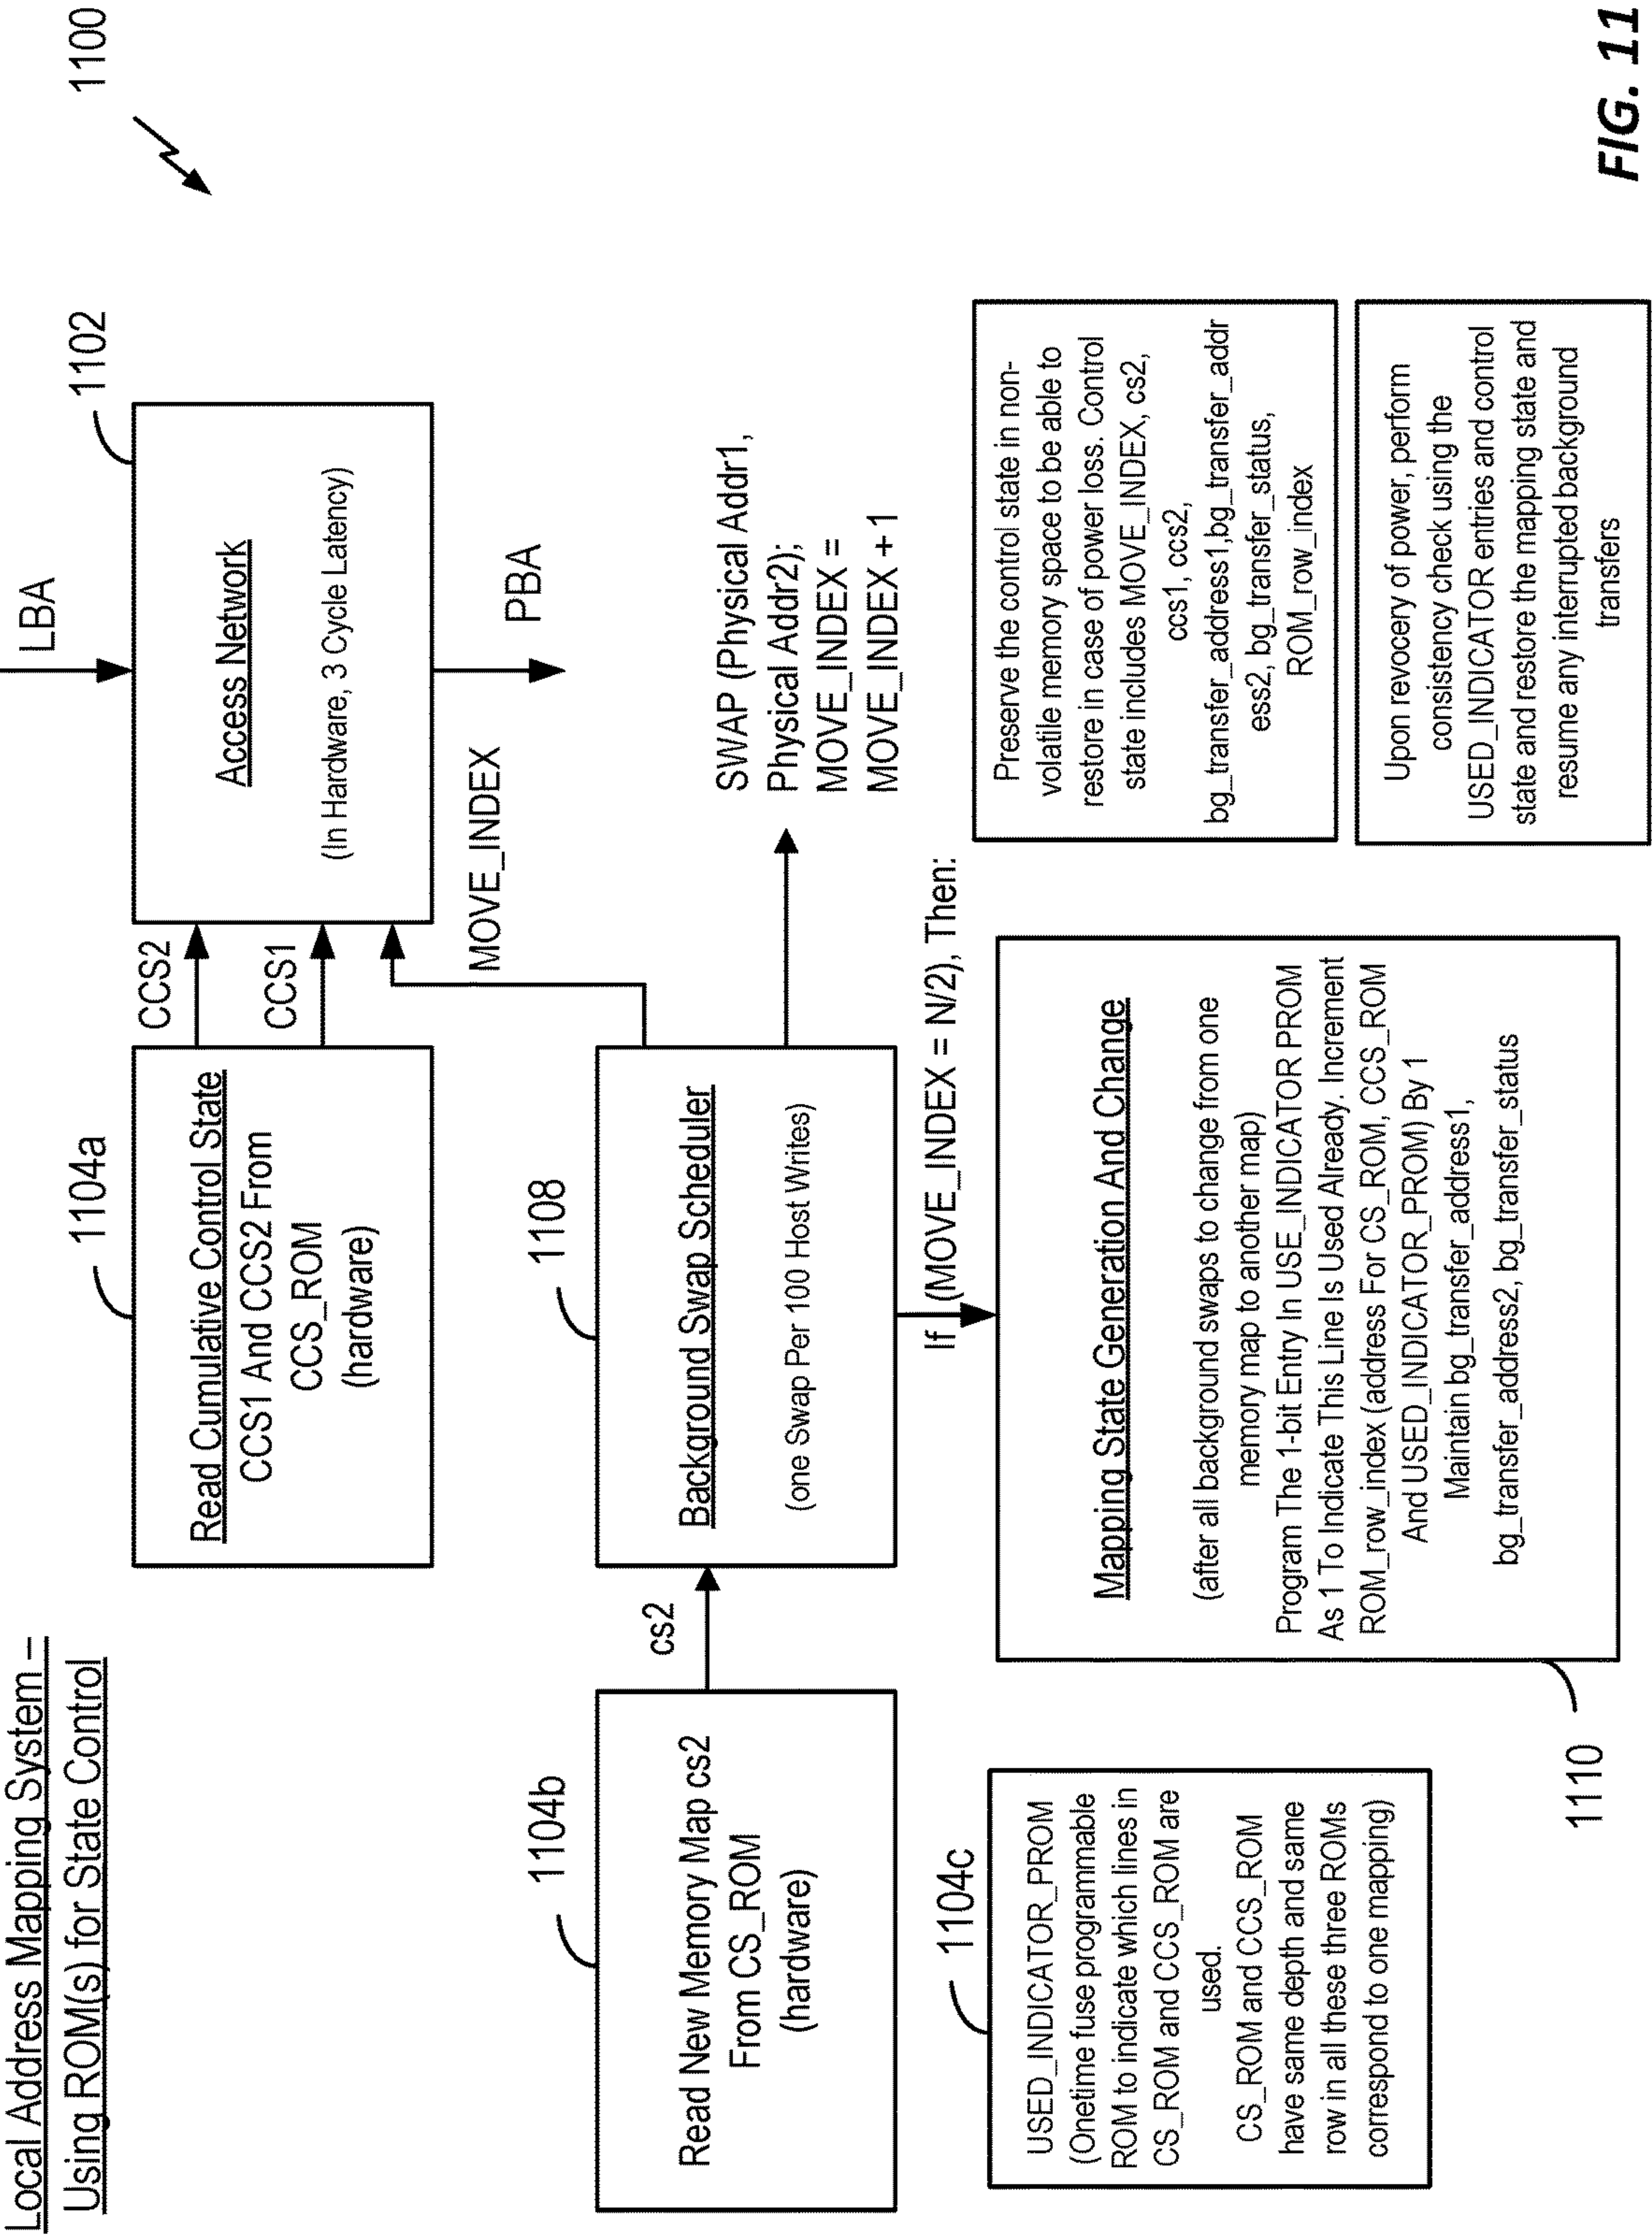 Local Address Mapping System –
Using ROM(s) for State Control
1100
1104a
Read Cumulative Control State
CCS1 And CCS2 From
CCS_ROM
(hardware)
CCS2
CCS1
LBA
1102
Access Network
(In Hardware, 3 Cycle Latency)
PBA
MOVE_INDEX
1104b
Read New Memory Map cs2
From CS_ROM
(hardware)
cs2
1108
Background Swap Scheduler
(one Swap Per 100 Host Writes)
SWAP (Physical Addr1,
Physical Addr2);
MOVE_INDEX =
MOVE_INDEX + 1
If (MOVE_INDEX = N/2), Then:
1104c
USED_INDICATOR_PROM
(Onetime fuse programmable
ROM to indicate which lines in
CS_ROM and CCS_ROM are
used.
CS_ROM and CCS_ROM
have same depth and same
row in all these three ROMs
correspond to one mapping)
1110
Mapping State Generation And Change
(after all background swaps to change from one
memory map to another map)
Program The 1-bit Entry In USE_INDICATOR PROM
As 1 To Indicate This Line Is Used Already. Increment
ROM_row_index (address For CS_ROM, CCS_ROM
And USED_INDICATOR_PROM) By 1
Maintain bg_transfer_address1,
bg_transfer_address2, bg_transfer_status
Preserve the control state in non-
volatile memory space to be able to
restore in case of power loss. Control
state includes MOVE_INDEX, cs2,
ccs1, ccs2,
bg_transfer_address1,bg_transfer_addr
ess2, bg_transfer_status,
ROM_row_index
Upon revocery of power, perform
consistency check using the
USED_INDICATOR entries and control
state and restore the mapping state and
resume any interrupted background
transfers
FIG. 11